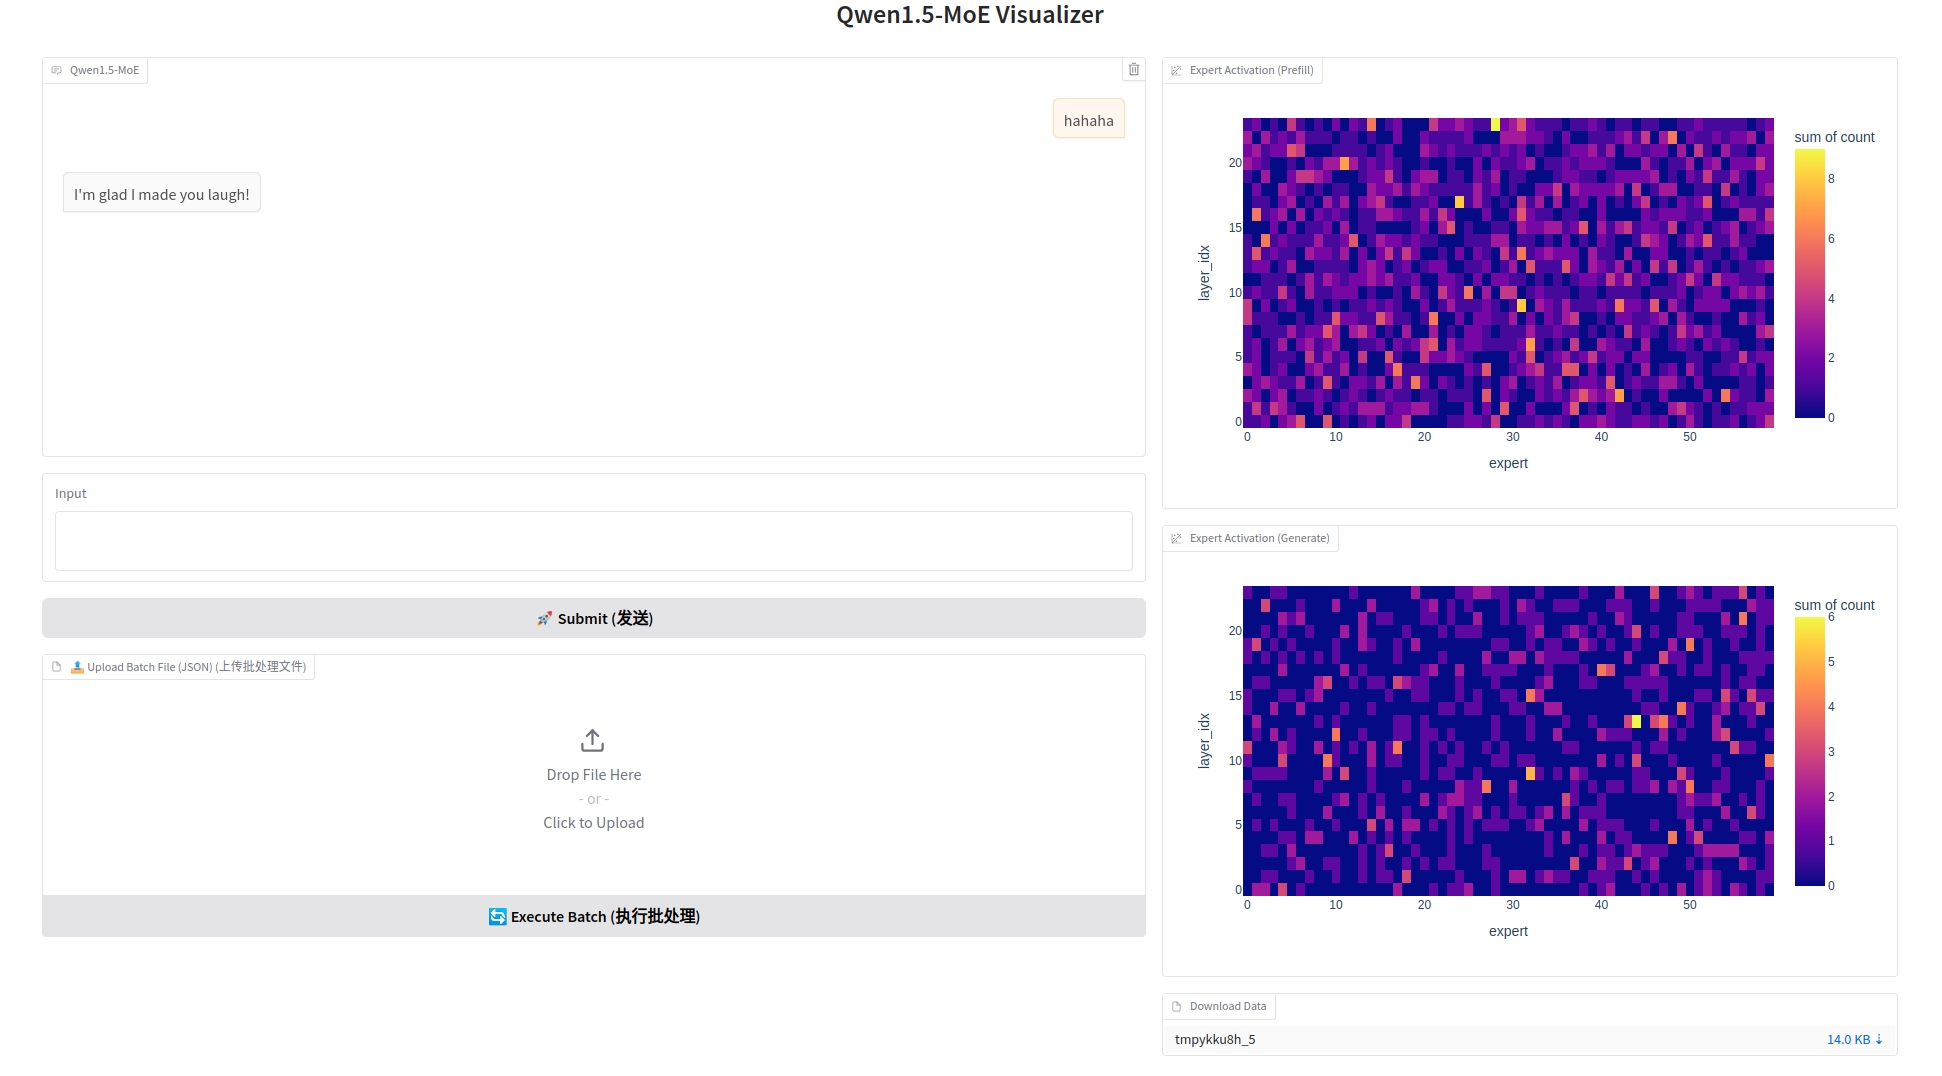 Qwen1.5-MoE Visualizer
Qwen1.5-MoE
hahaha
I'm glad I made you laugh!
Input
🚀 Submit (发送)
📤 Upload Batch File (JSON) (上传批处理文件)
Drop File Here
- or -
Click to Upload
🔄 Execute Batch (执行批处理)
Expert Activation (Prefill)
sum of count
8
6
4
2
0
layer_idx
20
15
10
5
0
0 10 20 30 40 50
expert
Expert Activation (Generate)
sum of count
6
5
4
3
2
1
0
layer_idx
20
15
10
5
0
0 10 20 30 40 50
expert
Download Data
tmpykku8h_5 14.0 KB ⇣